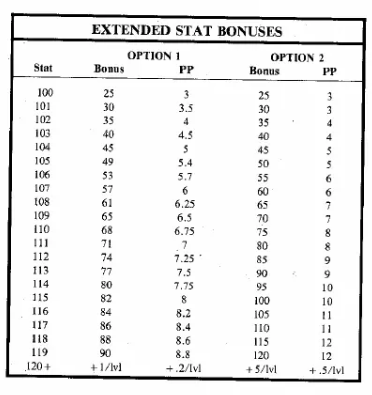 EXTENDED STAT BONUSES
OPTION 1 OPTION 2
Stat Bonus PP Bonus PP
100 25 3 25 3
101 30 3.5 30 3
102 35 4 35 4
103 40 4.5 40 4
104 45 5 45 5
105 49 5.4 50 5
106 53 5.7 55 6
107 57 6 60 6
108 61 6.25 65 7
109 65 6.5 70 7
110 68 6.75 75 8
111 71 7 80 8
112 74 7.25 85 9
113 77 7.5 90 9
114 80 7.75 95 10
115 82 8 100 10
116 84 8.2 105 11
117 86 8.4 110 11
118 88 8.6 115 12
119 90 8.8 120 12
120+ +1/lvl +.2/lvl +5/lvl +.5/lvl